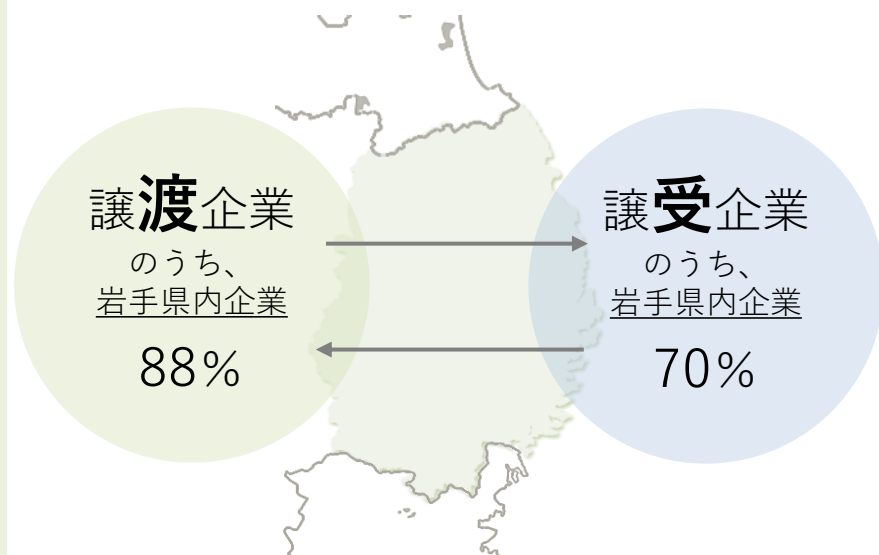 譲渡企業
のうち、
岩手県内企業
88%
譲受企業
のうち、
岩手県内企業
70%